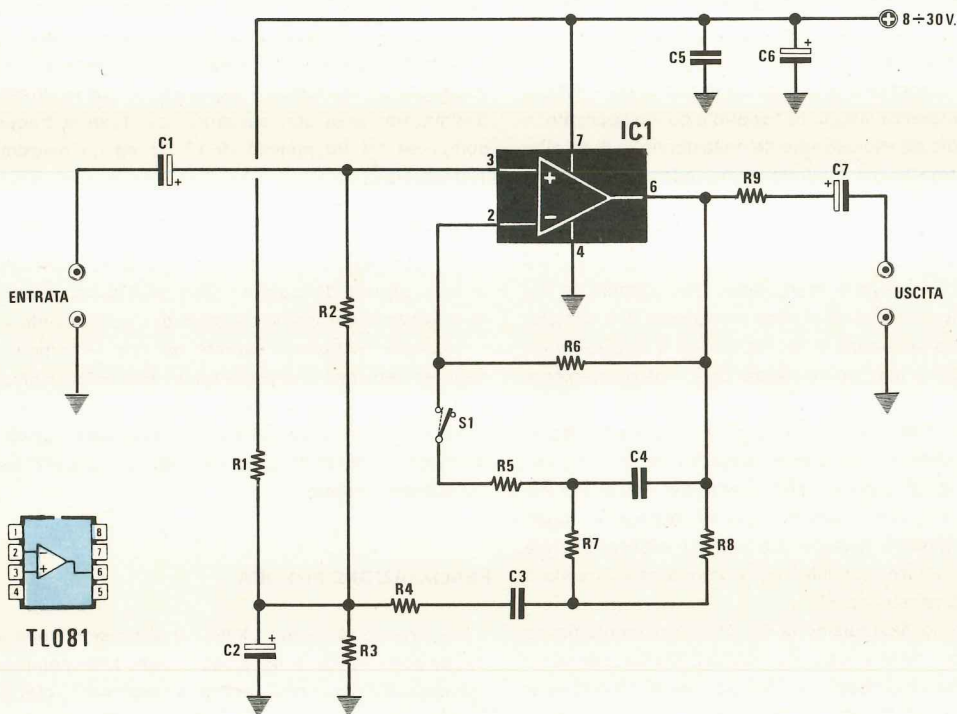 8÷30 V.
C5
C6
+
IC1
C1
+
7
3
+
6
R9
+
C7
2
−
4
ENTRATA
R2
USCITA
R6
S1
R1
R5
C4
R7
R8
1
8
2
−
7
3
+
6
4
5
R4
C3
TL081
C2
+
R3